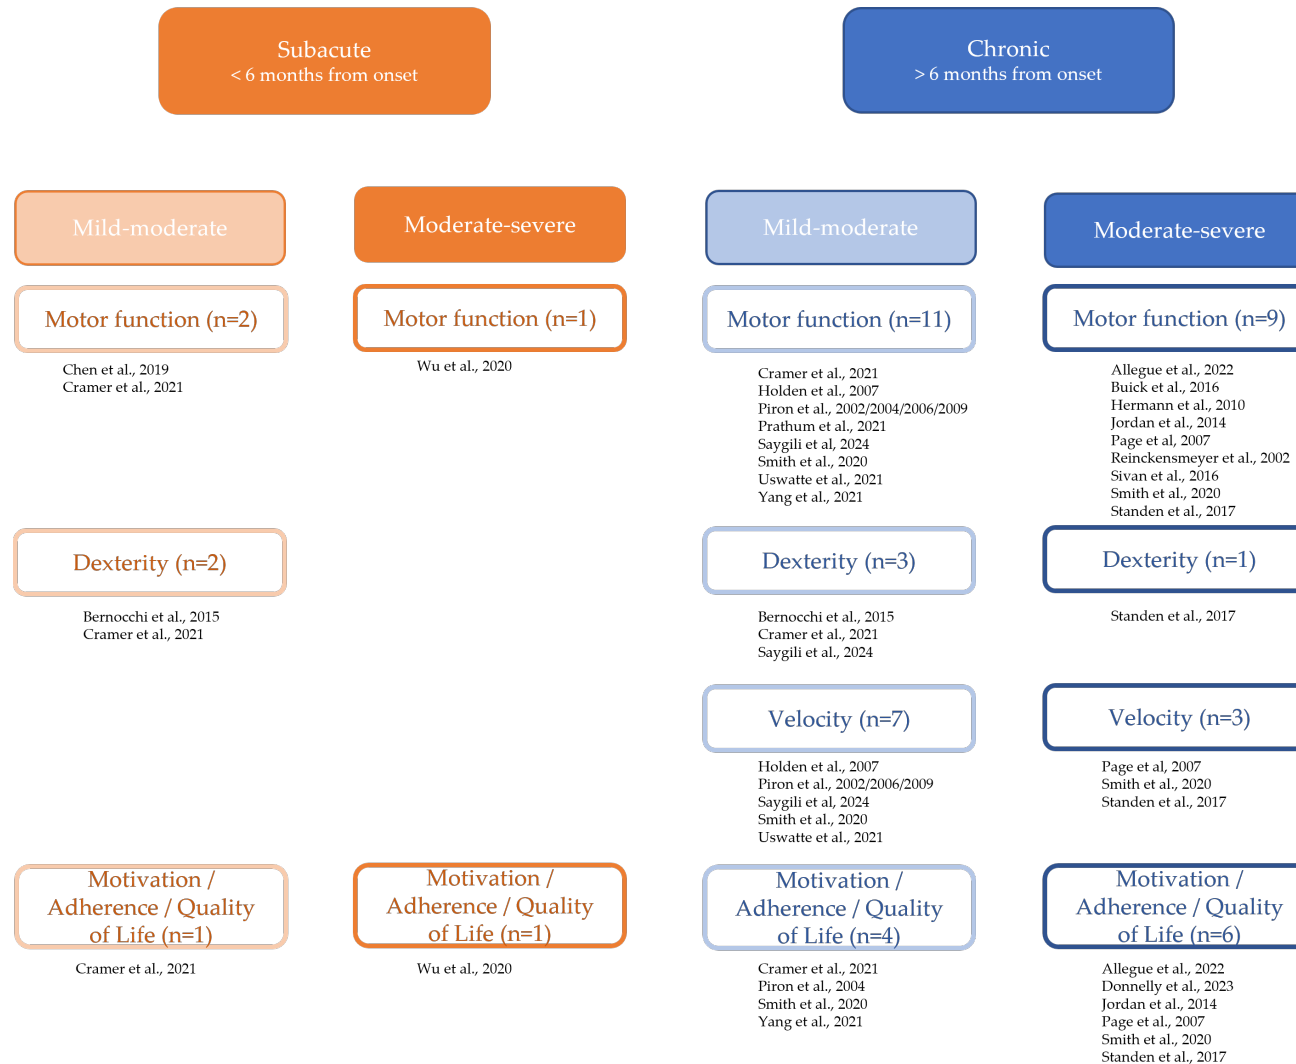 Subacute
< 6 months from onset
Chronic
> 6 months from onset
Mild-moderate
Moderate-severe
Mild-moderate
Moderate-severe
Motor function (n=2)
Chen et al., 2019
Cramer et al., 2021
Motor function (n=1)
Wu et al., 2020
Motor function (n=11)
Cramer et al., 2021
Holden et al., 2007
Piron et al., 2002/2004/2006/2009
Prathum et al., 2021
Saygili et al, 2024
Smith et al., 2020
Uswatte et al., 2021
Yang et al., 2021
Motor function (n=9)
Allegue et al., 2022
Buick et al., 2016
Hermann et al., 2010
Jordan et al., 2014
Page et al, 2007
Reinckensmeyer et al., 2002
Sivan et al., 2016
Smith et al., 2020
Standen et al., 2017
Dexterity (n=2)
Bernocchi et al., 2015
Cramer et al., 2021
Dexterity (n=3)
Bernocchi et al., 2015
Cramer et al., 2021
Saygili et al., 2024
Dexterity (n=1)
Standen et al., 2017
Velocity (n=7)
Holden et al., 2007
Piron et al., 2002/2006/2009
Saygili et al, 2024
Smith et al., 2020
Uswatte et al., 2021
Velocity (n=3)
Page et al, 2007
Smith et al., 2020
Standen et al., 2017
Motivation /
Adherence / Quality
of Life (n=1)
Cramer et al., 2021
Motivation /
Adherence / Quality
of Life (n=1)
Wu et al., 2020
Motivation /
Adherence / Quality
of Life (n=4)
Cramer et al., 2021
Piron et al., 2004
Smith et al., 2020
Yang et al., 2021
Motivation /
Adherence / Quality
of Life (n=6)
Allegue et al., 2022
Donnelly et al., 2023
Jordan et al., 2014
Page et al., 2007
Smith et al., 2020
Standen et al., 2017